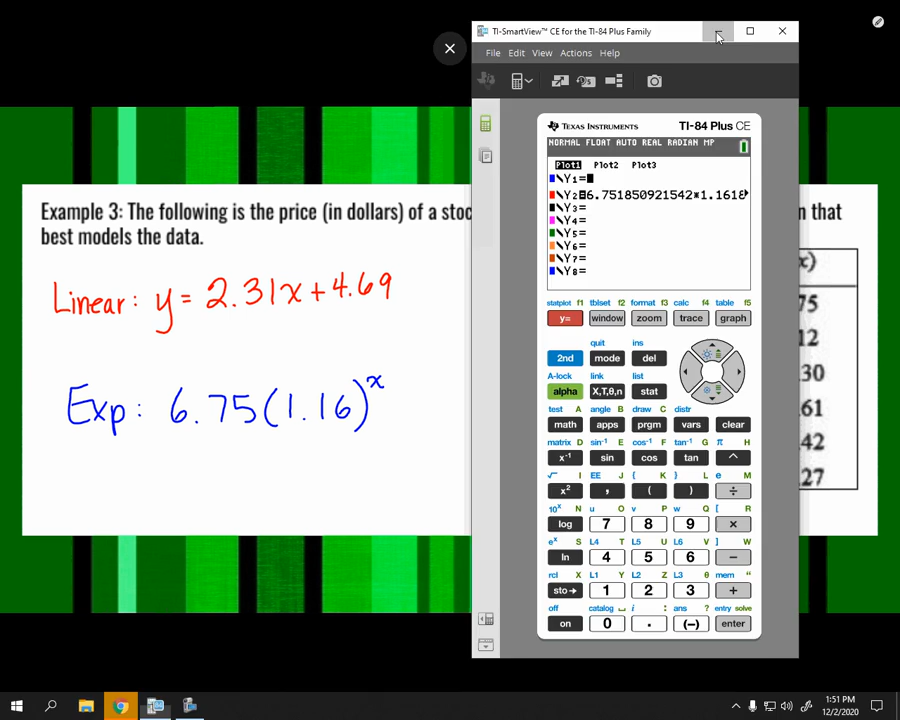 TI-SmartView™ CE for the TI-84 Plus Family
File Edit View Actions Help
TEXAS INSTRUMENTS TI-84 Plus CE
NORMAL FLOAT AUTO REAL RADIAN MP
Plot1 Plot2 Plot3
\Y1=
\Y2=6.751850921542*1.1618
\Y3=
\Y4=
\Y5=
\Y6=
\Y7=
\Y8=
statplot f1 tblset f2 format f3 calc f4 table f5
y= window zoom trace graph
quit ins
2nd mode del
A-lock link list
alpha X,T,θ,n stat
test A angle B draw C distr
math apps prgm vars clear
matrix D sin⁻¹ E cos⁻¹ F tan⁻¹ G π H
x⁻¹ sin cos tan ^
√ I EE J { K } L e M
x² , ( ) ÷
10ˣ N u O v P w Q [ R
log 7 8 9 ×
eˣ S L4 T L5 U L6 V ] W
ln 4 5 6 −
rcl X L1 Y L2 Z L3 θ mem "
sto→ 1 2 3 +
off catalog i : ans ? entry solve
on 0 . (−) enter
Example 3: The following is the price (in dollars) of a stoc n that
best models the data.
Linear: y = 2.31x + 4.69
Exp: 6.75(1.16)ˣ
x)
75
12
30
61
42
27
1:51 PM
12/2/2020